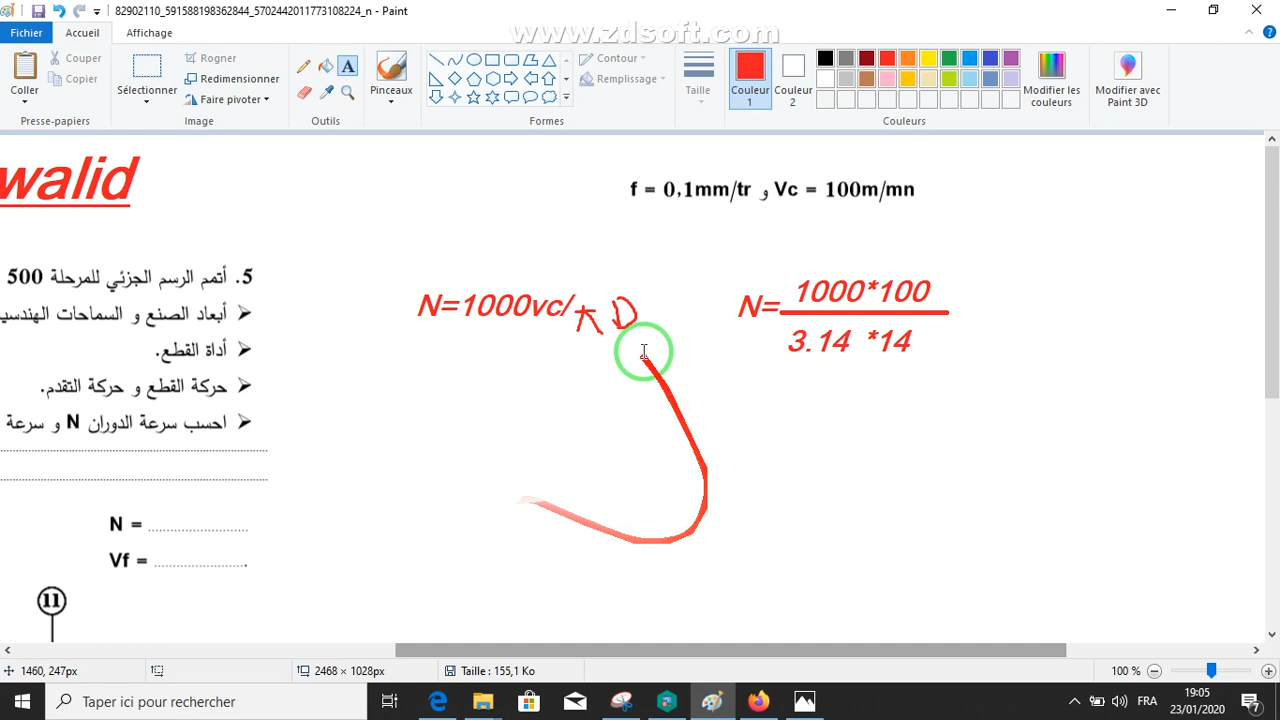 82902110_591588198362844_5702442011773108224_n - Paint
www.zdsoft.com
Fichier Accueil Affichage
Coller
Couper
Copier
Presse-papiers
Sélectionner
Rogner
Redimensionner
Faire pivoter
Image
Outils
Pinceaux
Contour
Remplissage
Formes
Taille
Couleur 1
Couleur 2
Modifier les couleurs
Couleurs
Modifier avec Paint 3D
walid
f = 0,1mm/tr و Vc = 100m/mn
5. أتمم الرسم الجزئي للمرحلة 500
أبعاد الصنع و السماحات الهندسية
أداة القطع.
حركة القطع و حركة التقدم.
احسب سرعة الدوران N و سرعة
N=1000vc/π D
N= 1000*100
3.14 *14
N = ........................
Vf = ......................
11
1460, 247px
2468 × 1028px
Taille : 155,1 Ko
100 %
Taper ici pour rechercher
FRA
19:05
23/01/2020
7